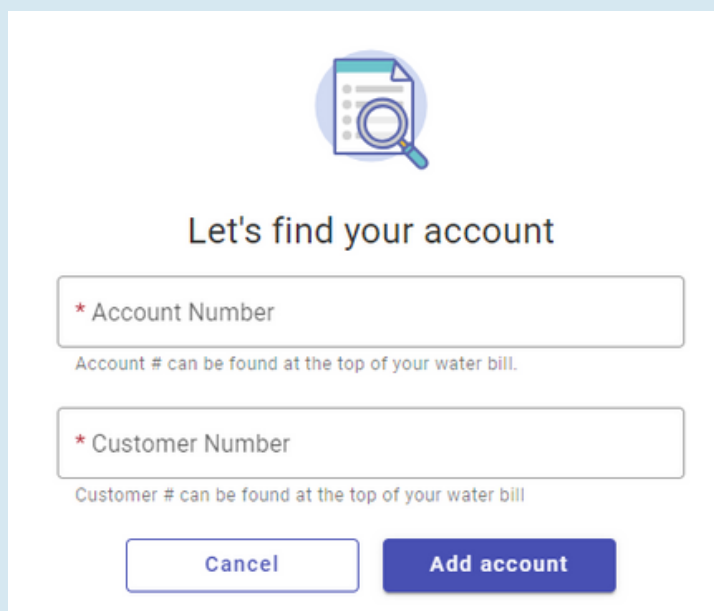 Let's find your account
* Account Number
Account # can be found at the top of your water bill.
* Customer Number
Customer # can be found at the top of your water bill
Cancel
Add account